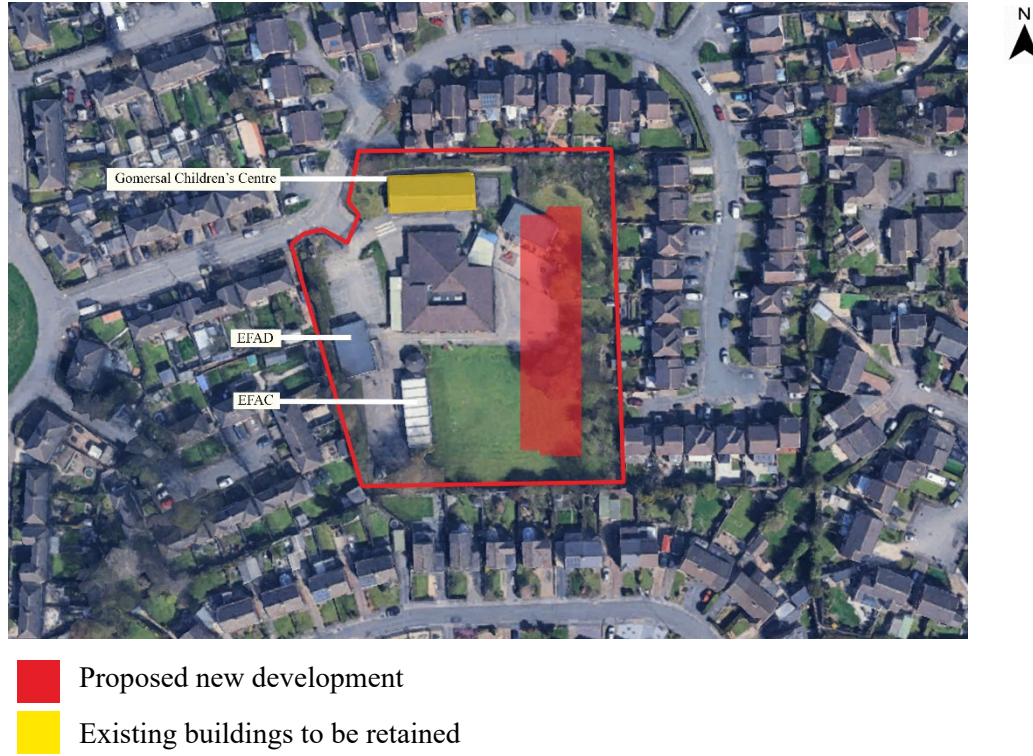 N
Gomersal Children's Centre
EFAD
EFAC
Proposed new development
Existing buildings to be retained